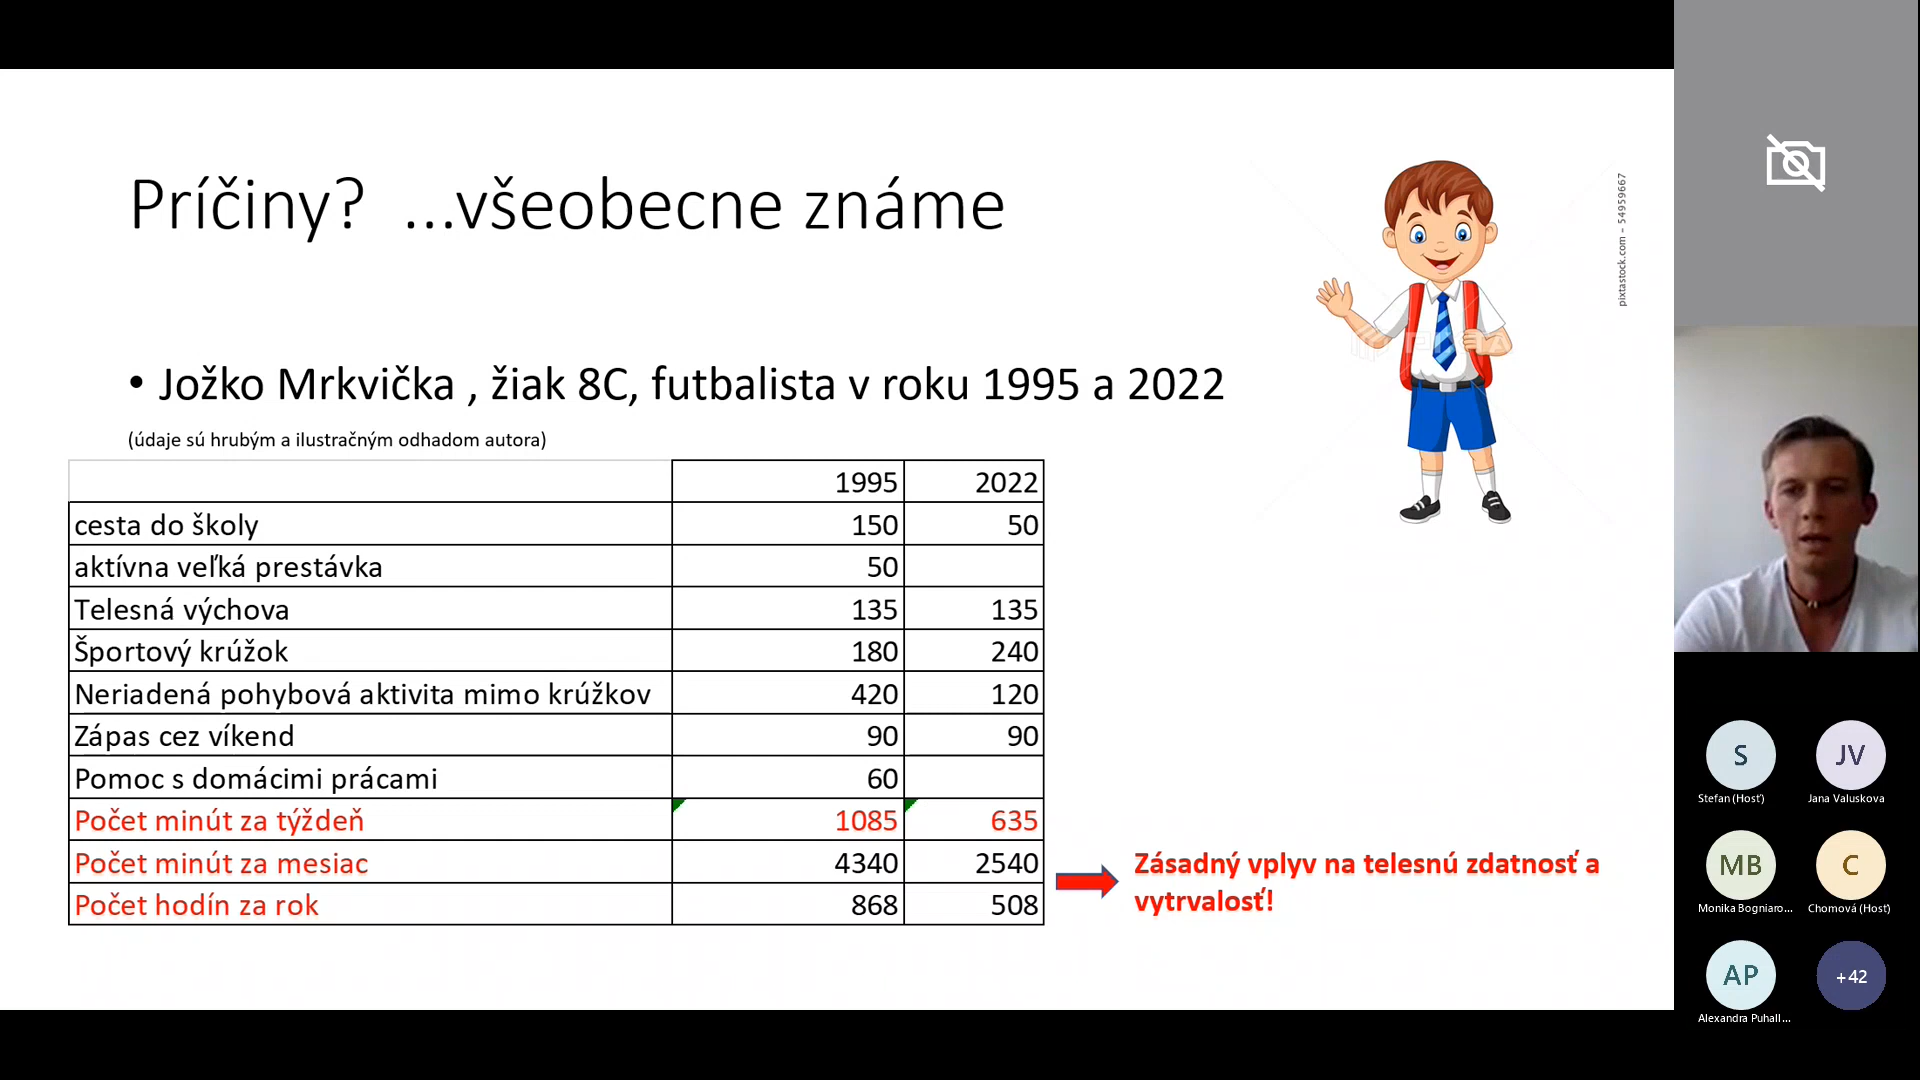 Príčiny?  ...všeobecne známe
pixtastock.com - 54959667
• Jožko Mrkvička , žiak 8C, futbalista v roku 1995 a 2022
(údaje sú hrubým a ilustračným odhadom autora)
1995 2022
cesta do školy 150 50
aktívna veľká prestávka 50
Telesná výchova 135 135
Športový krúžok 180 240
Neriadená pohybová aktivita mimo krúžkov 420 120
Zápas cez víkend 90 90
Pomoc s domácimi prácami 60
Počet minút za týždeň 1085 635
Počet minút za mesiac 4340 2540
Počet hodín za rok 868 508
Zásadný vplyv na telesnú zdatnosť a
vytrvalosť!
S JV
Stefan (Hosť) Jana Valuskova
MB C
Monika Bogniaro... Chomová (Hosť)
AP +42
Alexandra Puhall...